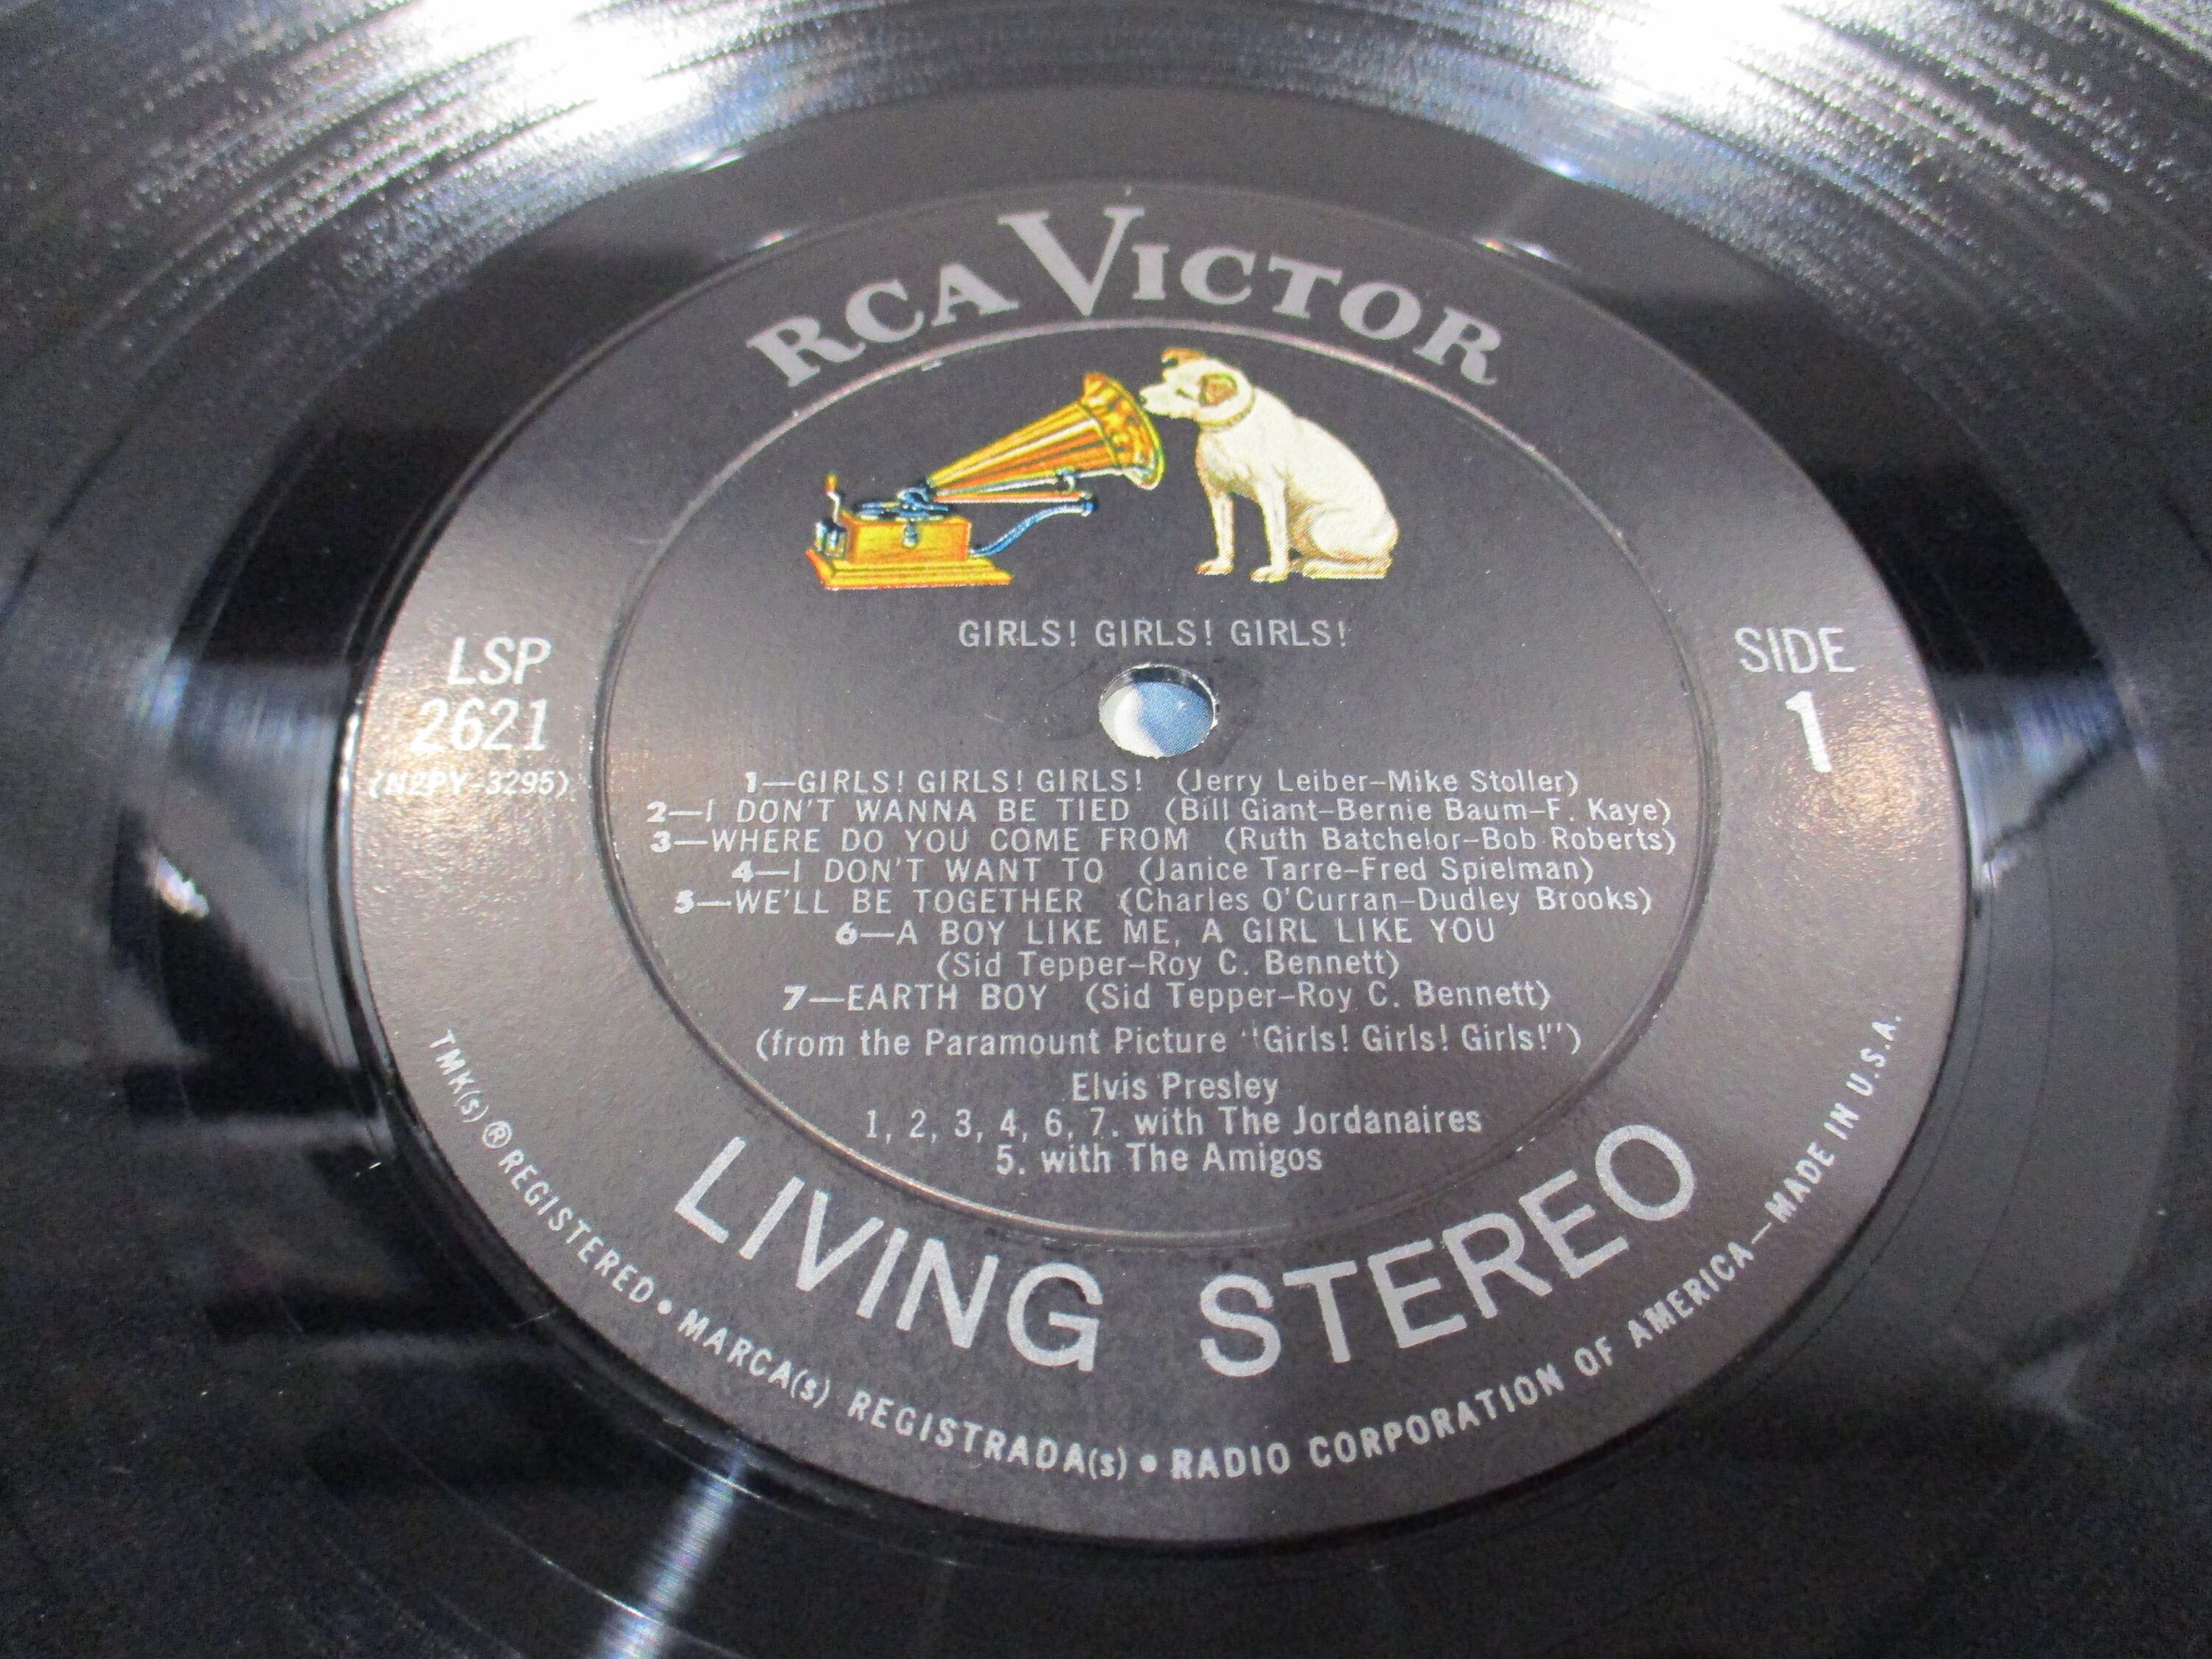 RCA VICTOR
GIRLS! GIRLS! GIRLS!
LSP
2621
(N2PY-3295)
SIDE
1
1—GIRLS! GIRLS! GIRLS! (Jerry Leiber–Mike Stoller)
2—I DON'T WANNA BE TIED (Bill Giant–Bernie Baum–F. Kaye)
3—WHERE DO YOU COME FROM (Ruth Batchelor–Bob Roberts)
4—I DON'T WANT TO (Janice Tarre–Fred Spielman)
5—WE'LL BE TOGETHER (Charles O'Curran–Dudley Brooks)
6—A BOY LIKE ME, A GIRL LIKE YOU
(Sid Tepper–Roy C. Bennett)
7—EARTH BOY (Sid Tepper–Roy C. Bennett)
(from the Paramount Picture "Girls! Girls! Girls!")
Elvis Presley
1, 2, 3, 4, 6, 7. with The Jordanaires
5. with The Amigos
LIVING STEREO
TMK(s) ® REGISTERED • MARCA(s) REGISTRADA(s) • RADIO CORPORATION OF AMERICA—MADE IN U.S.A.